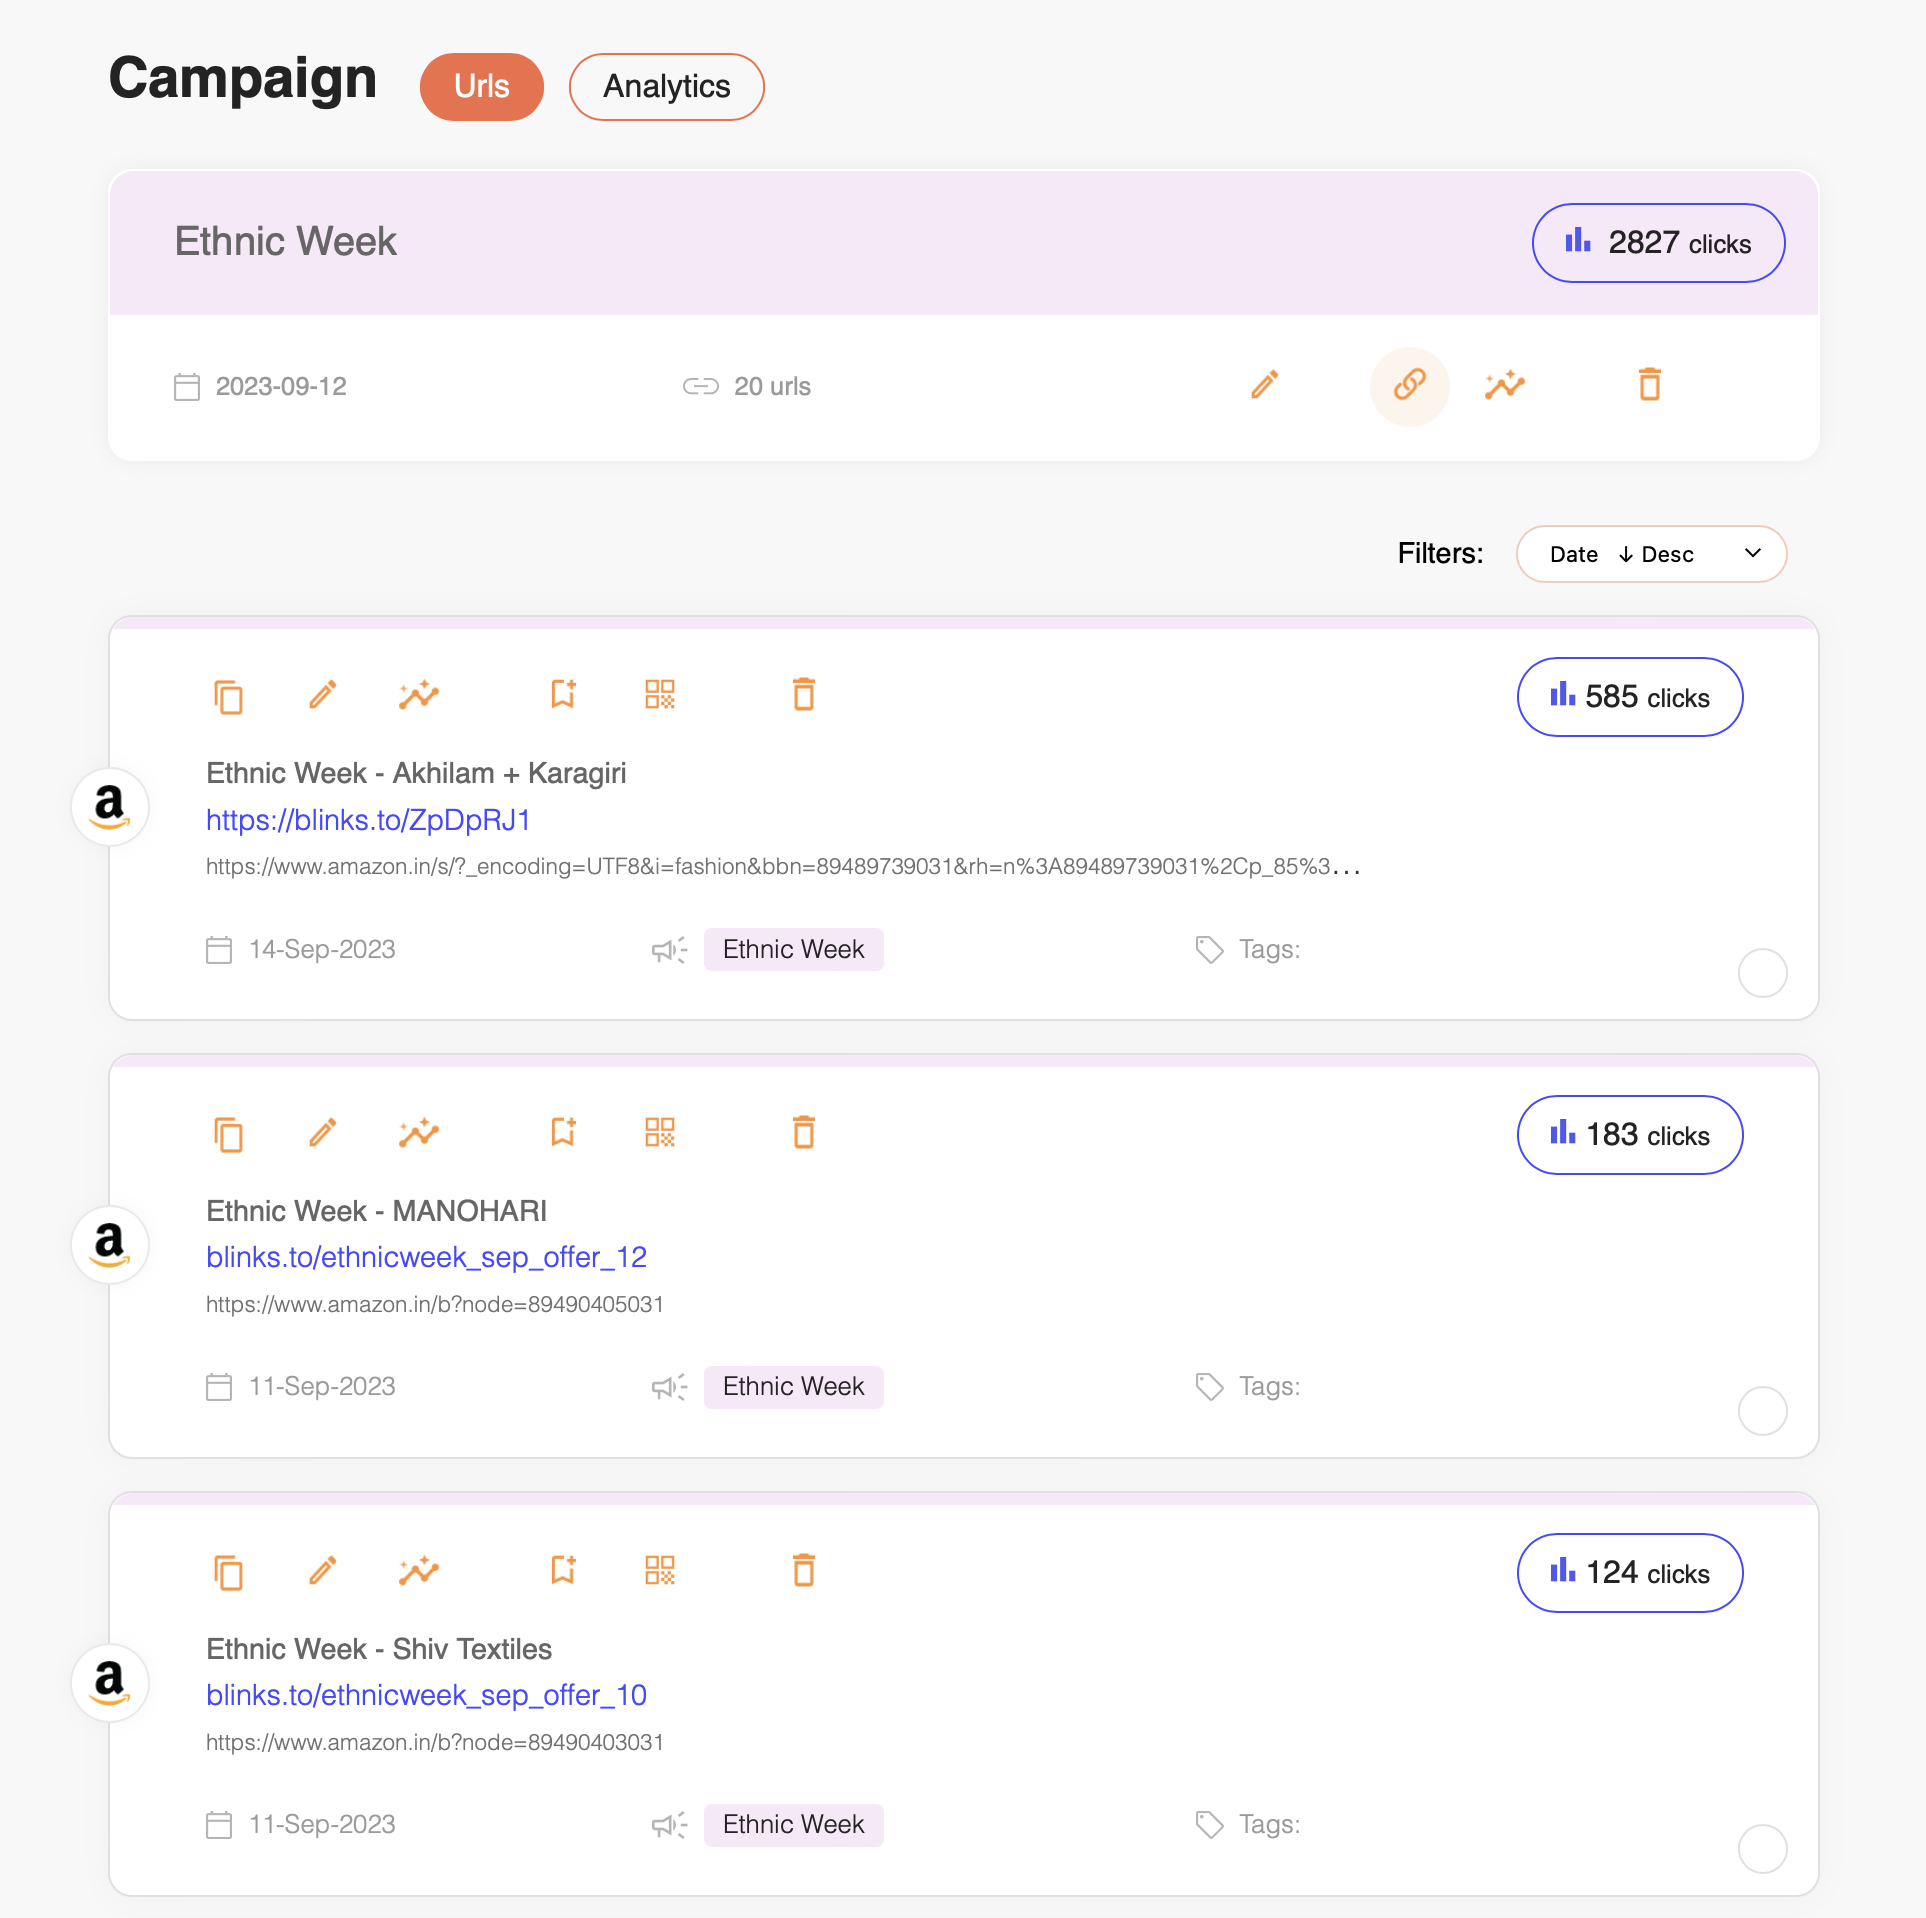 Campaign
Urls
Analytics
Ethnic Week
2827 clicks
2023-09-12
20 urls
Filters:
Date ↓ Desc
585 clicks
Ethnic Week - Akhilam + Karagiri
https://blinks.to/ZpDpRJ1
https://www.amazon.in/s/?_encoding=UTF8&i=fashion&bbn=89489739031&rh=n%3A89489739031%2Cp_85%3...
14-Sep-2023
Ethnic Week
Tags:
183 clicks
Ethnic Week - MANOHARI
blinks.to/ethnicweek_sep_offer_12
https://www.amazon.in/b?node=89490405031
11-Sep-2023
Ethnic Week
Tags:
124 clicks
Ethnic Week - Shiv Textiles
blinks.to/ethnicweek_sep_offer_10
https://www.amazon.in/b?node=89490403031
11-Sep-2023
Ethnic Week
Tags: